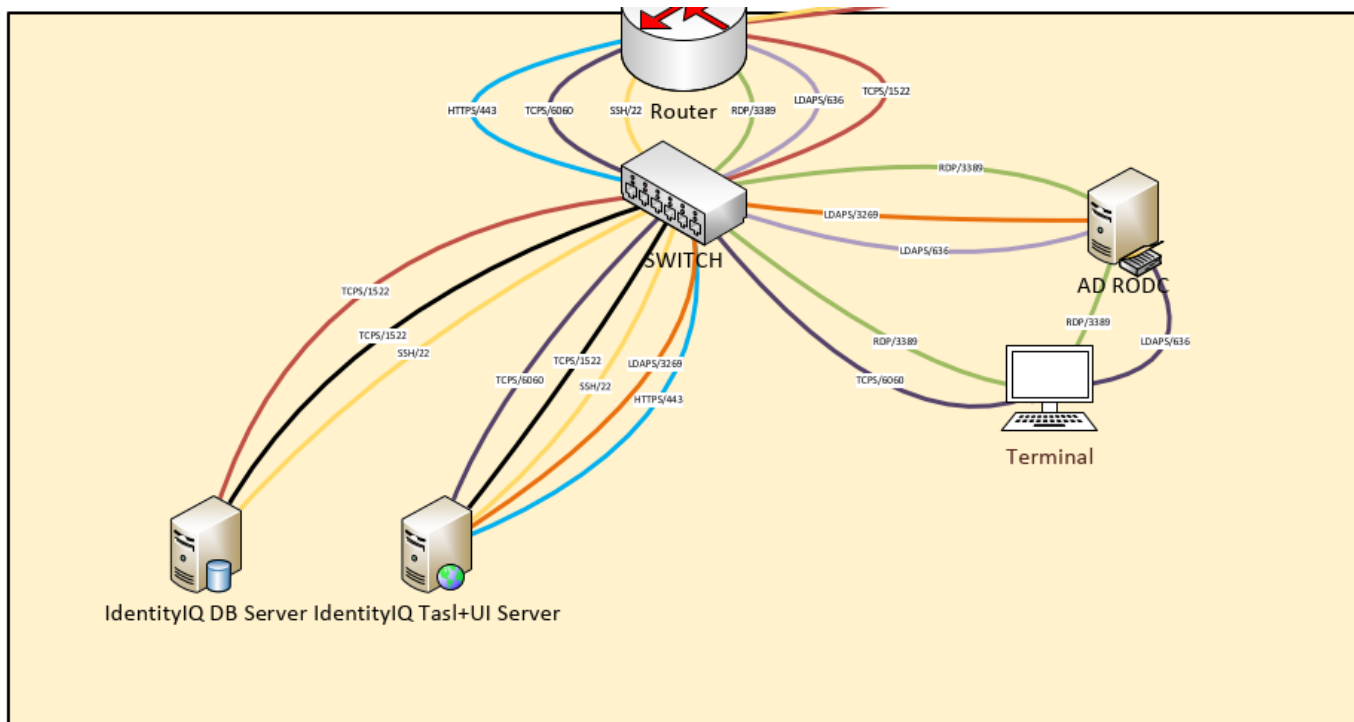 HTTPS/443
TCPS/6060
SSH/22
RDP/3389
LDAPS/636
TCPS/1522
Router
RDP/3389
LDAPS/3269
LDAPS/636
SWITCH
AD RODC
TCPS/1522
TCPS/1522
SSH/22
TCPS/6060
TCPS/1522
SSH/22
LDAPS/3269
HTTPS/443
RDP/3389
TCPS/6060
RDP/3389
LDAPS/636
Terminal
IdentityIQ DB Server
IdentityIQ Tasl+UI Server